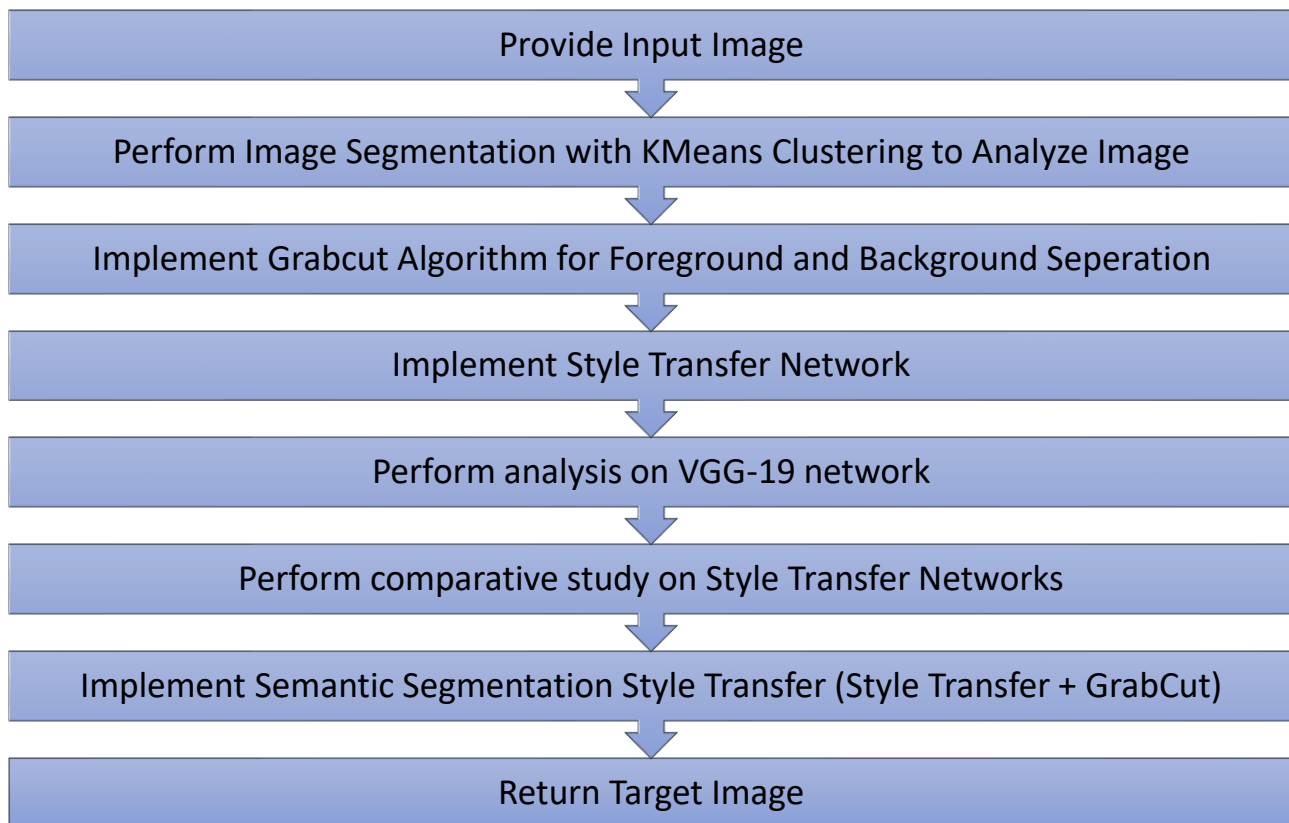 Provide Input Image
Perform Image Segmentation with KMeans Clustering to Analyze Image
Implement Grabcut Algorithm for Foreground and Background Seperation
Implement Style Transfer Network
Perform analysis on VGG-19 network
Perform comparative study on Style Transfer Networks
Implement Semantic Segmentation Style Transfer (Style Transfer + GrabCut)
Return Target Image